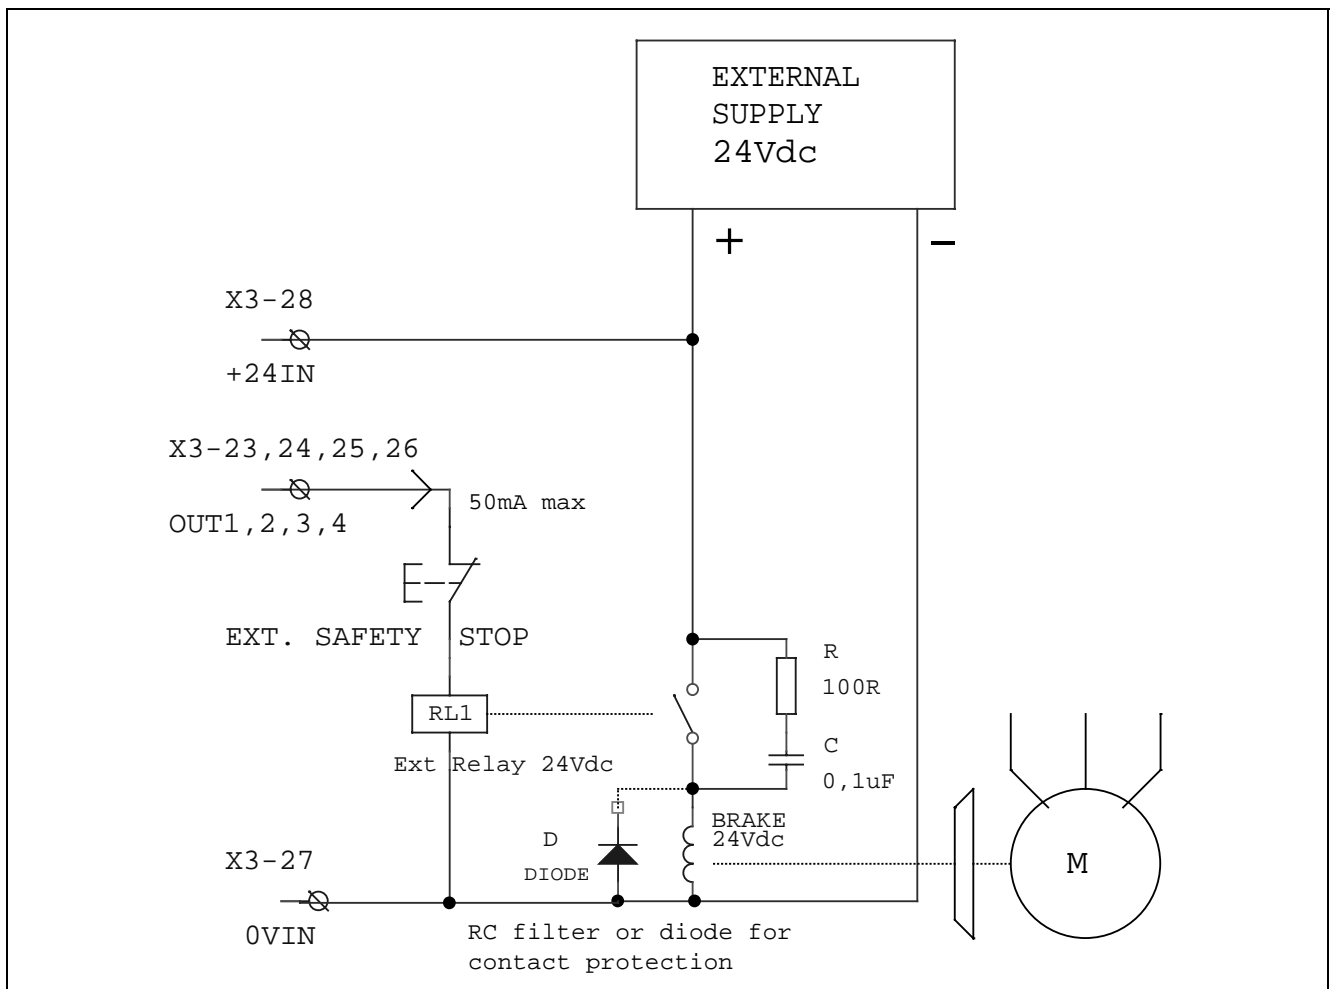 EXTERNAL
SUPPLY
24Vdc
+
−
X3-28
+24IN
X3-23,24,25,26
50mA max
OUT1,2,3,4
EXT. SAFETY STOP
R
100R
RL1
Ext Relay 24Vdc
C
0,1uF
BRAKE
24Vdc
D
DIODE
M
X3-27
0VIN
RC filter or diode for
contact protection